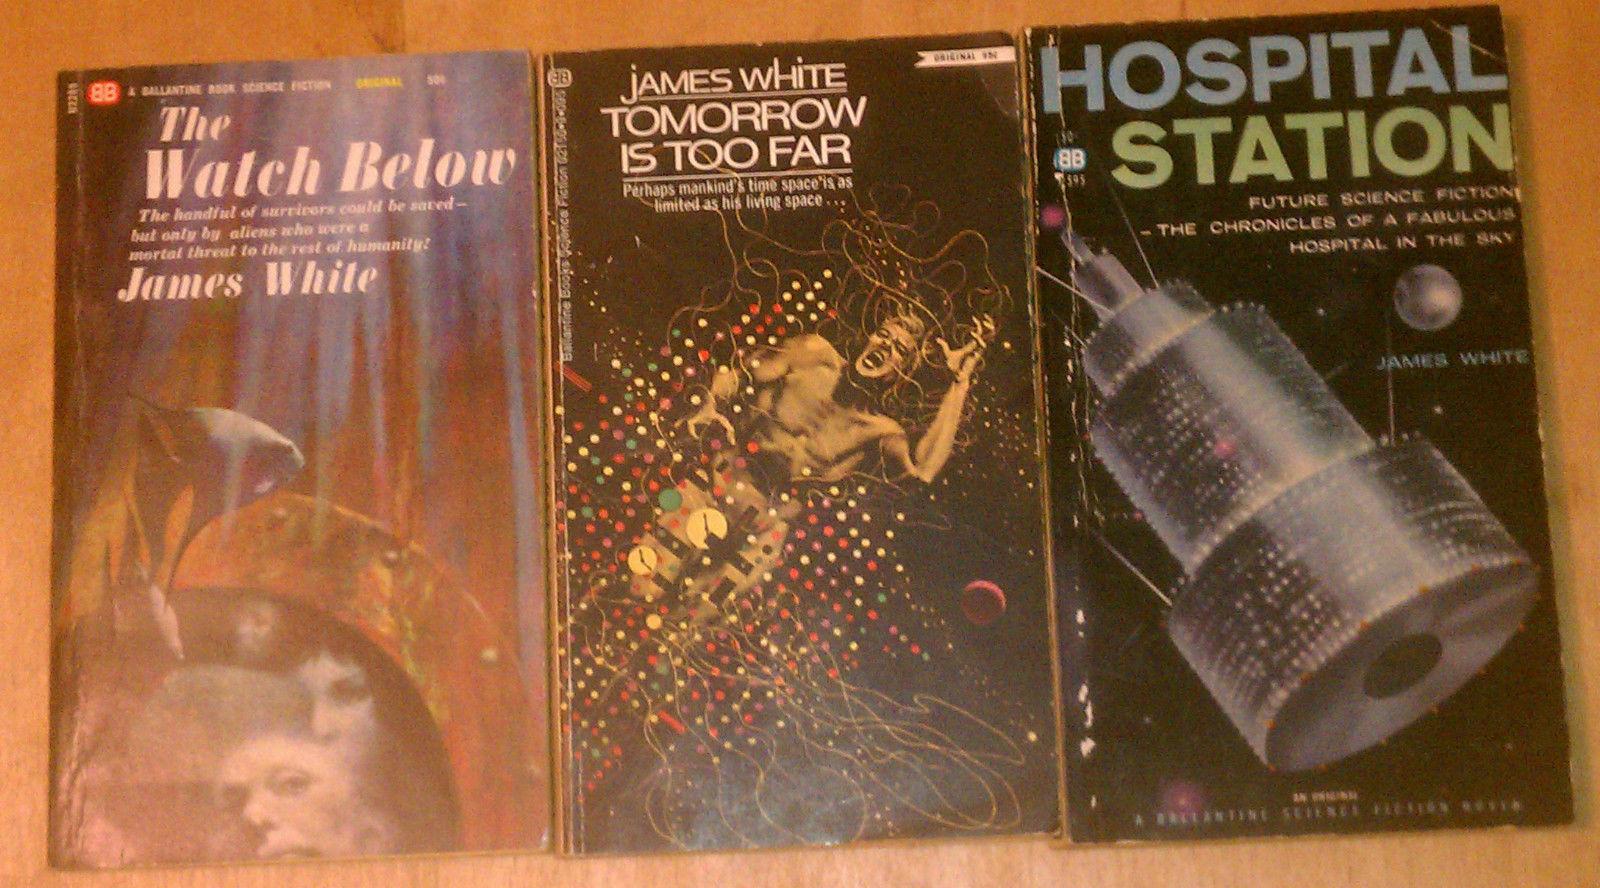 BB A BALLANTINE BOOK SCIENCE FICTION ORIGINAL 50¢
The
Watch Below
The handful of survivors could be saved –
but only by aliens who were a
mortal threat to the rest of humanity!
James White
BB
ORIGINAL 95¢
JAMES WHITE
TOMORROW
IS TOO FAR
Perhaps mankind's time space is as
limited as his living space...
Ballantine Books Science Fiction
HOSPITAL
STATION
BB
FUTURE SCIENCE FICTION
– THE CHRONICLES OF A FABULOUS
HOSPITAL IN THE SKY
JAMES WHITE
AN ORIGINAL
A BALLANTINE SCIENCE FICTION NOVEL